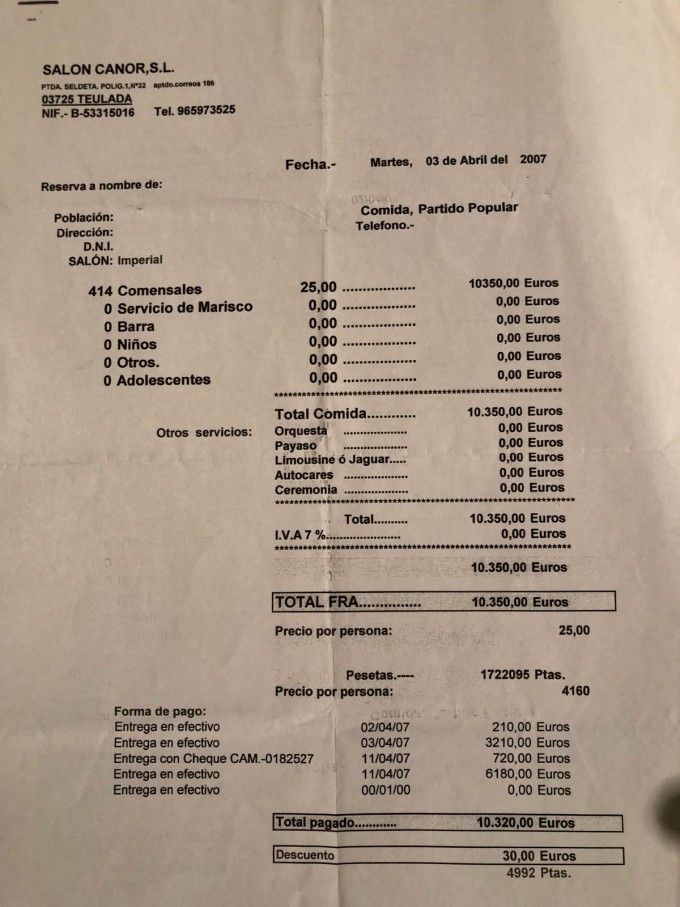 SALON CANOR,S.L.
PTDA. SELDETA. POLIG.1,Nº32 aptdo.correos 186
03725 TEULADA
NIF.- B-53315016 Tel. 965973525
Fecha.- Martes, 03 de Abril del 2007
Reserva a nombre de:
Comida, Partido Popular
Población:
Telefono.-
Dirección:
D.N.I.
SALÓN: Imperial
414 Comensales 25,00 .................. 10350,00 Euros
0 Servicio de Marisco 0,00 .................. 0,00 Euros
0 Barra 0,00 .................. 0,00 Euros
0 Niños 0,00 .................. 0,00 Euros
0 Otros. 0,00 .................. 0,00 Euros
0 Adolescentes 0,00 .................. 0,00 Euros
************************************************************
Total Comida............ 10.350,00 Euros
Otros servicios: Orquesta .................. 0,00 Euros
Payaso .................. 0,00 Euros
Limousine ó Jaguar..... 0,00 Euros
Autocares .................. 0,00 Euros
Ceremonia .................. 0,00 Euros
************************************************************
Total.......... 10.350,00 Euros
I.V.A 7 %....................... 0,00 Euros
************************************************************
10.350,00 Euros
TOTAL FRA............... 10.350,00 Euros
Precio por persona: 25,00
Pesetas.---- 1722095 Ptas.
Precio por persona: 4160
Forma de pago:
Entrega en efectivo 02/04/07 210,00 Euros
Entrega en efectivo 03/04/07 3210,00 Euros
Entrega con Cheque CAM.-0182527 11/04/07 720,00 Euros
Entrega en efectivo 11/04/07 6180,00 Euros
Entrega en efectivo 00/01/00 0,00 Euros
Total pagado............ 10.320,00 Euros
Descuento 30,00 Euros
4992 Ptas.